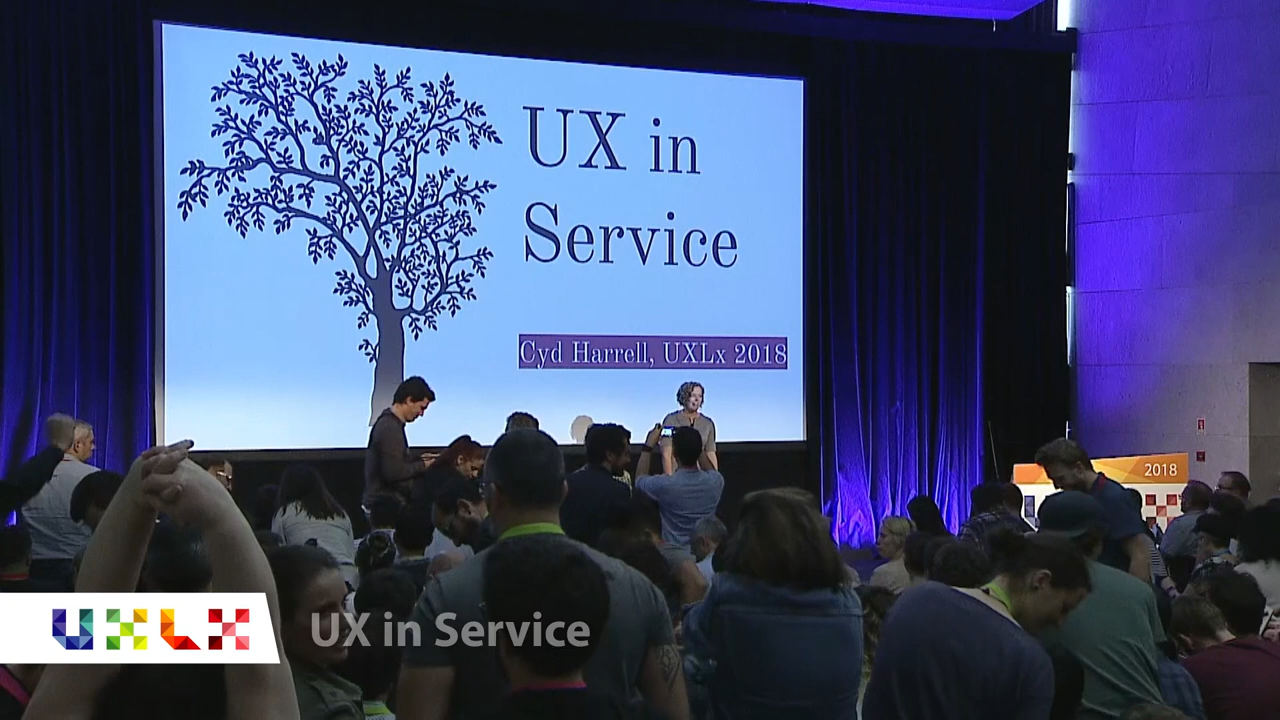 UX in
Service
Cyd Harrell, UXLx 2018
2018
UXLX
UX in Service